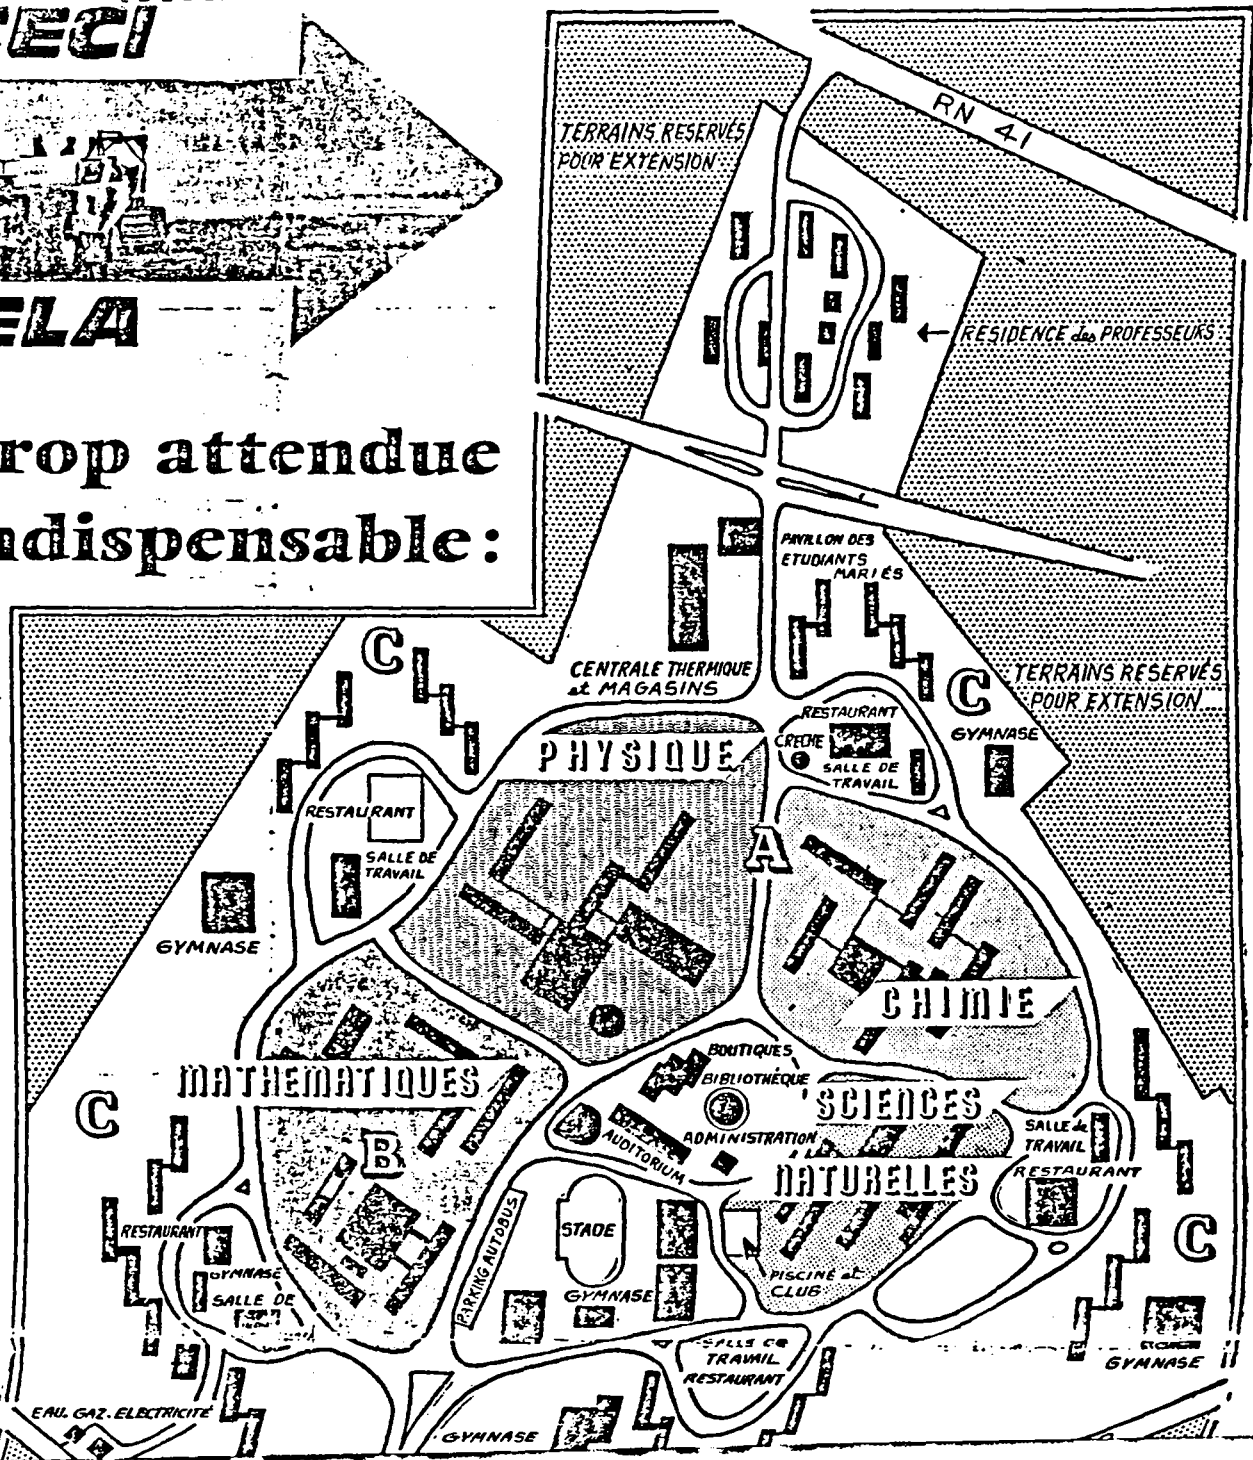 ECI
ELA
rop attendue
ndispensable:
RN 41
TERRAINS RESERVÉS
POUR EXTENSION
RESIDENCE des PROFESSEURS
PAVILLON DES
ETUDIANTS
MARIÉS
CENTRALE THERMIQUE
et MAGASINS
C
C
TERRAINS RESERVÉS
POUR EXTENSION
GYMNASE
RESTAURANT
CRECHE
SALLE DE
TRAVAIL
PHYSIQUE
RESTAURANT
SALLE DE
TRAVAIL
GYMNASE
A
CHIMIE
MATHEMATIQUES
C
B
BOUTIQUES
BIBLIOTHÈQUE
ADMINISTRATION
AUDITORIUM
SCIENCES
NATURELLES
SALLE de
TRAVAIL
RESTAURANT
C
PARKING AUTOBUS
STADE
GYMNASE
PISCINE et
CLUB
RESTAURANT
GYMNASE
SALLE DE
SALLE DE
TRAVAIL
RESTAURANT
GYMNASE
EAU. GAZ. ELECTRICITÉ
GYMNASE